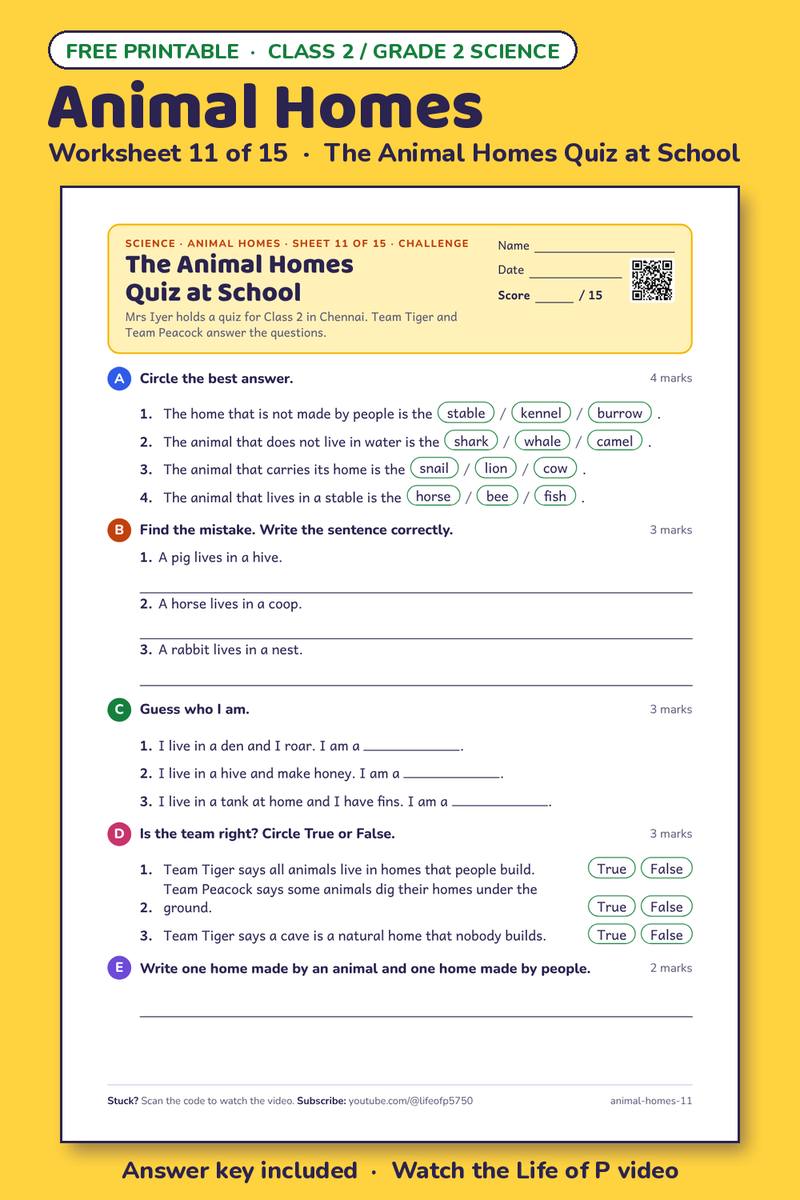 FREE PRINTABLE · CLASS 2 / GRADE 2 SCIENCE
Animal Homes
Worksheet 11 of 15 · The Animal Homes Quiz at School
SCIENCE · ANIMAL HOMES · SHEET 11 OF 15 · CHALLENGE
The Animal Homes
Quiz at School
Mrs Iyer holds a quiz for Class 2 in Chennai. Team Tiger and
Team Peacock answer the questions.
Name ____________
Date ____________
Score _____ / 15
A Circle the best answer. 4 marks
1. The home that is not made by people is the stable / kennel / burrow .
2. The animal that does not live in water is the shark / whale / camel .
3. The animal that carries its home is the snail / lion / cow .
4. The animal that lives in a stable is the horse / bee / fish .
B Find the mistake. Write the sentence correctly. 3 marks
1. A pig lives in a hive.
2. A horse lives in a coop.
3. A rabbit lives in a nest.
C Guess who I am. 3 marks
1. I live in a den and I roar. I am a ____________.
2. I live in a hive and make honey. I am a ____________.
3. I live in a tank at home and I have fins. I am a ____________.
D Is the team right? Circle True or False. 3 marks
1. Team Tiger says all animals live in homes that people build. True False
Team Peacock says some animals dig their homes under the
2. ground. True False
3. Team Tiger says a cave is a natural home that nobody builds. True False
E Write one home made by an animal and one home made by people. 2 marks
Stuck? Scan the code to watch the video. Subscribe: youtube.com/@lifeofp5750
animal-homes-11
Answer key included · Watch the Life of P video